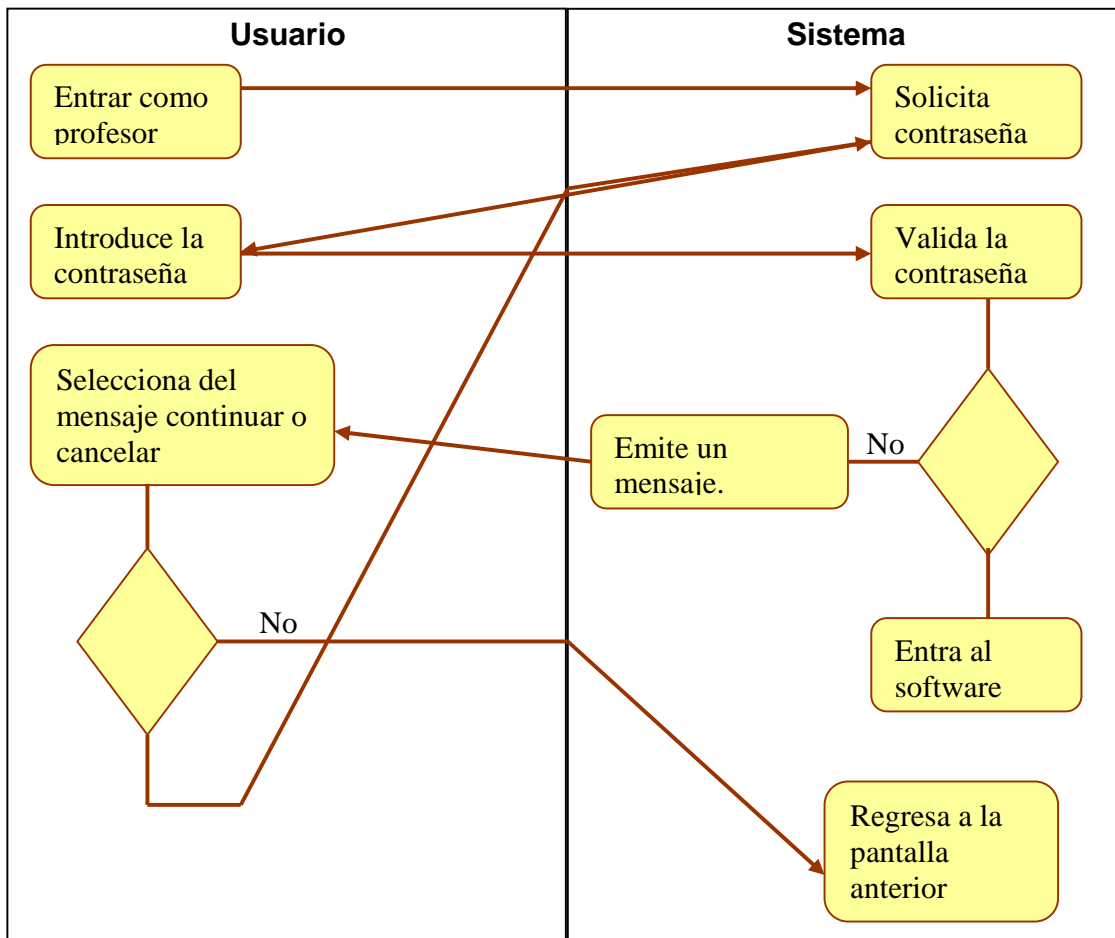 Usuario
Sistema
Entrar como
profesor
Solicita
contraseña
Introduce la
contraseña
Valida la
contraseña
Selecciona del
mensaje continuar o
cancelar
Emite un
mensaje.
No
No
Entra al
software
Regresa a la
pantalla
anterior